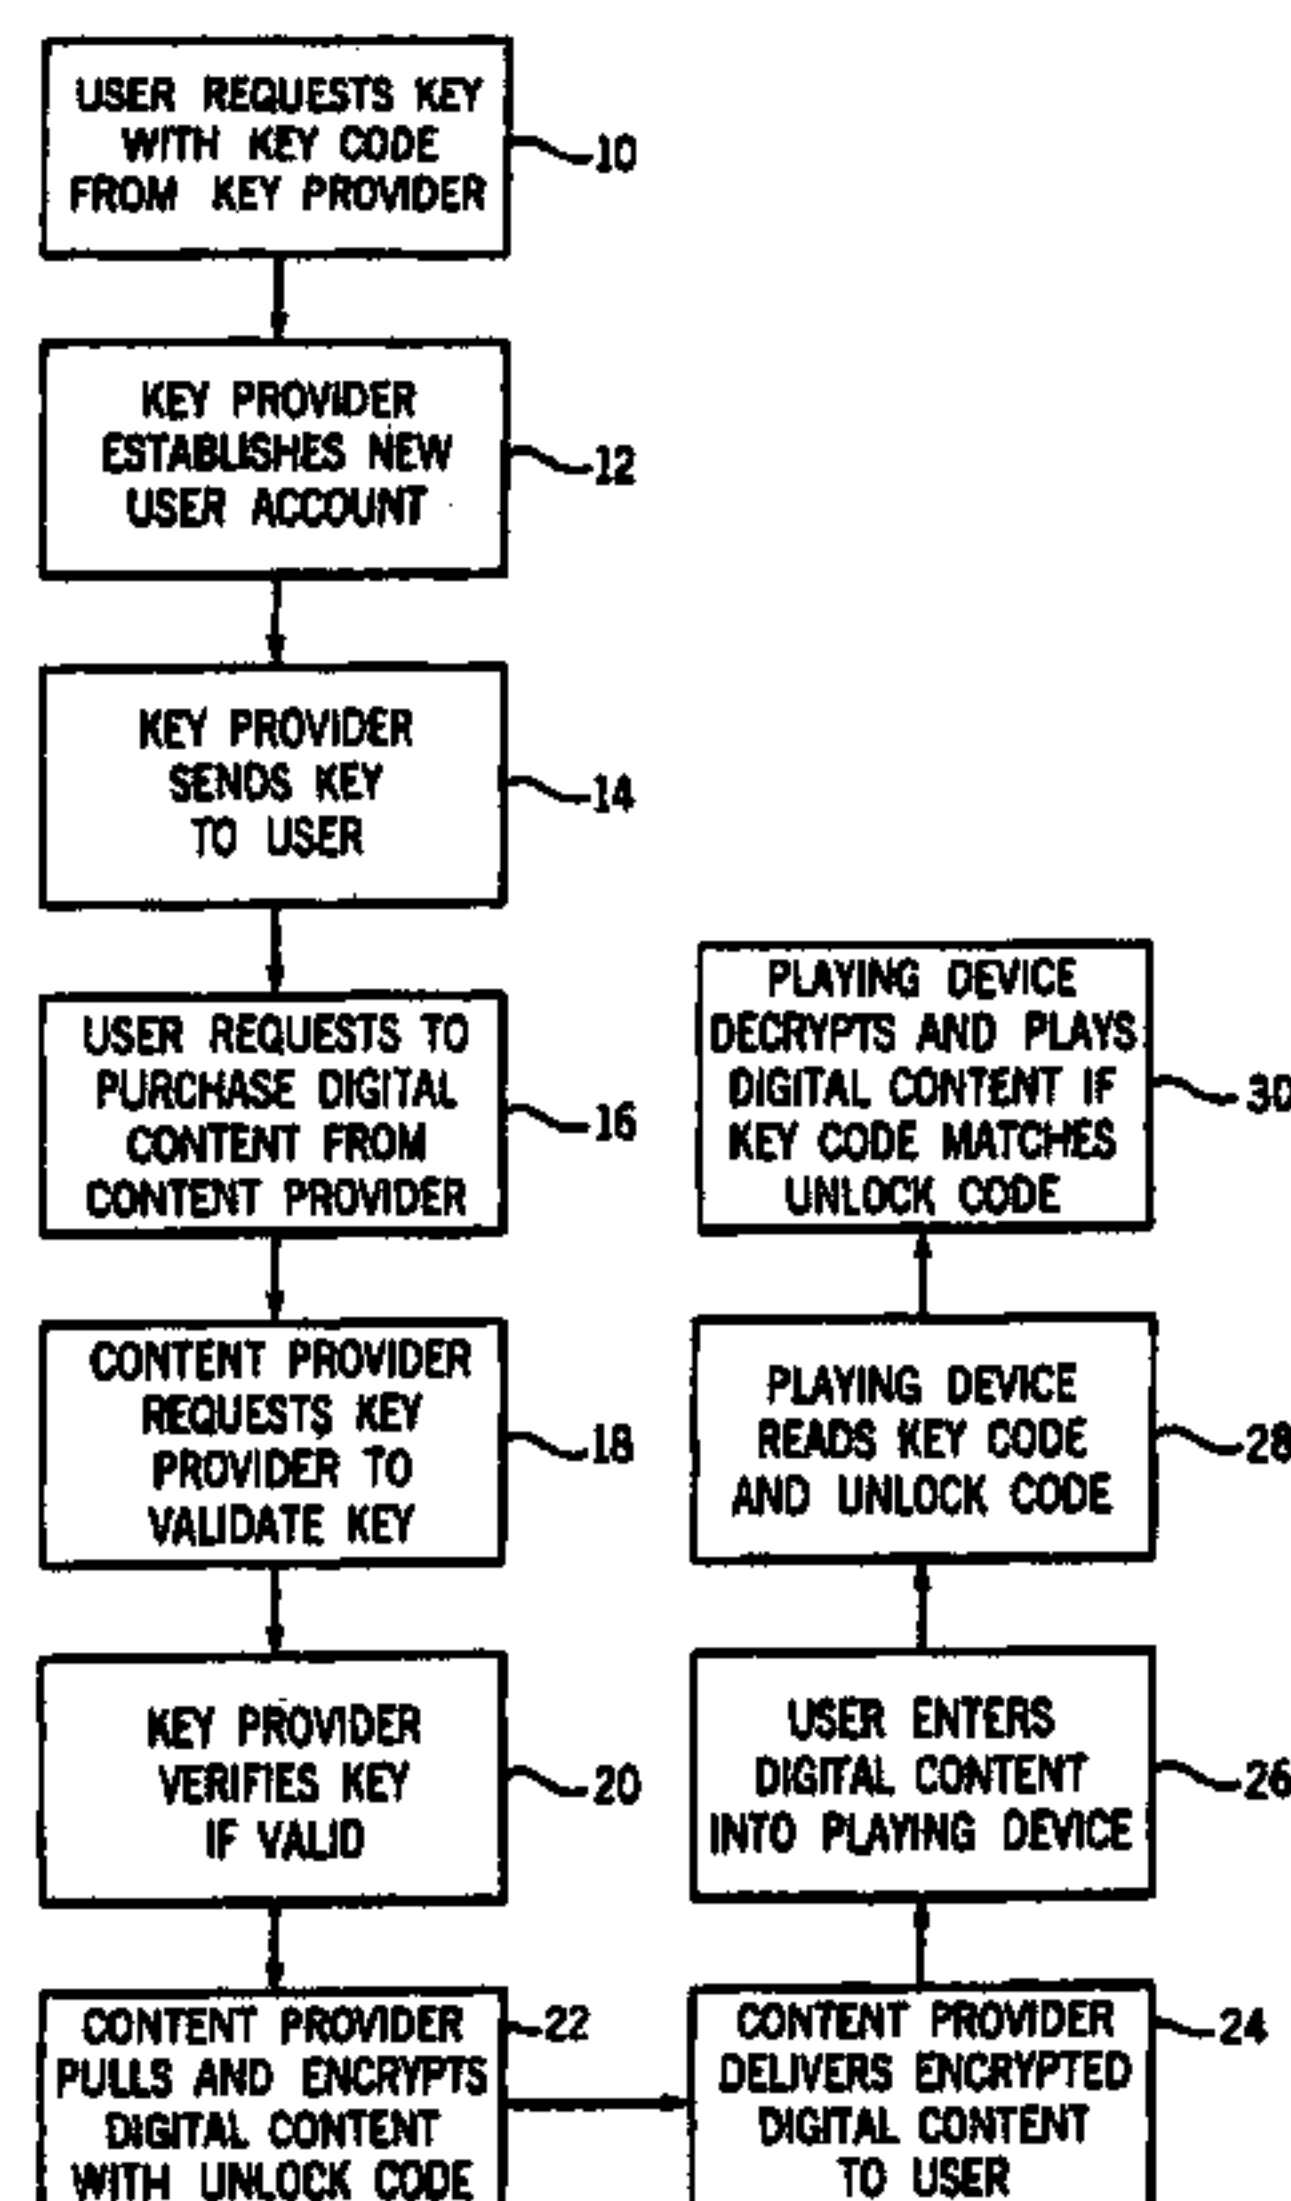 USER REQUESTS KEY
WITH KEY CODE
FROM KEY PROVIDER
10
KEY PROVIDER
ESTABLISHES NEW
USER ACCOUNT
12
KEY PROVIDER
SENDS KEY
TO USER
14
USER REQUESTS TO
PURCHASE DIGITAL
CONTENT FROM
CONTENT PROVIDER
16
CONTENT PROVIDER
REQUESTS KEY
PROVIDER TO
VALIDATE KEY
18
KEY PROVIDER
VERIFIES KEY
IF VALID
20
CONTENT PROVIDER
PULLS AND ENCRYPTS
DIGITAL CONTENT
WITH UNLOCK CODE
22
CONTENT PROVIDER
DELIVERS ENCRYPTED
DIGITAL CONTENT
TO USER
24
USER ENTERS
DIGITAL CONTENT
INTO PLAYING DEVICE
26
PLAYING DEVICE
READS KEY CODE
AND UNLOCK CODE
28
PLAYING DEVICE
DECRYPTS AND PLAYS
DIGITAL CONTENT IF
KEY CODE MATCHES
UNLOCK CODE
30